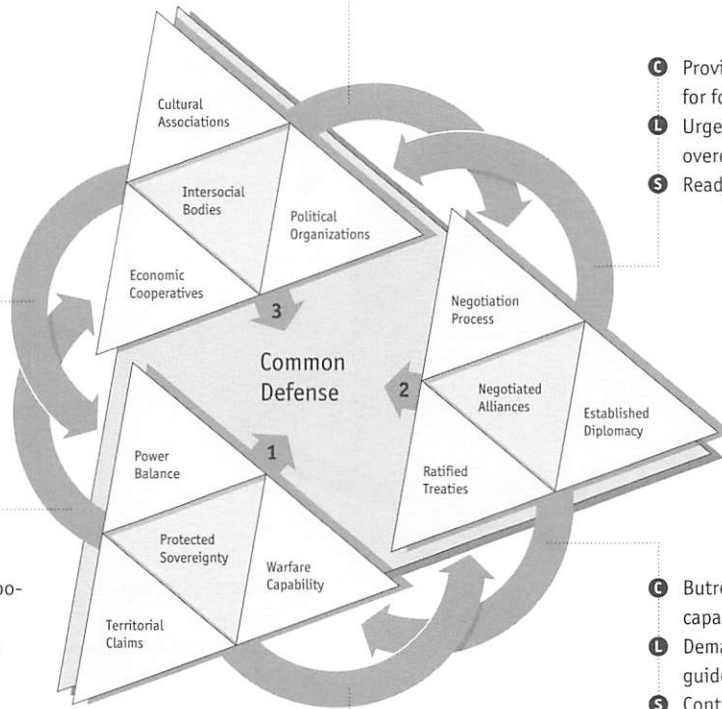 Cultural
Associations
Intersocial
Bodies
Political
Organizations
Economic
Cooperatives
3
Common
Defense
Negotiation
Process
2
Negotiated
Alliances
Established
Diplomacy
Ratified
Treaties
1
Power
Balance
Protected
Sovereignty
Warfare
Capability
Territorial
Claims
C Provi
for fo
L Urge
overc
S Read
oo-
C Butre
capa
L Dema
guide
S Cont